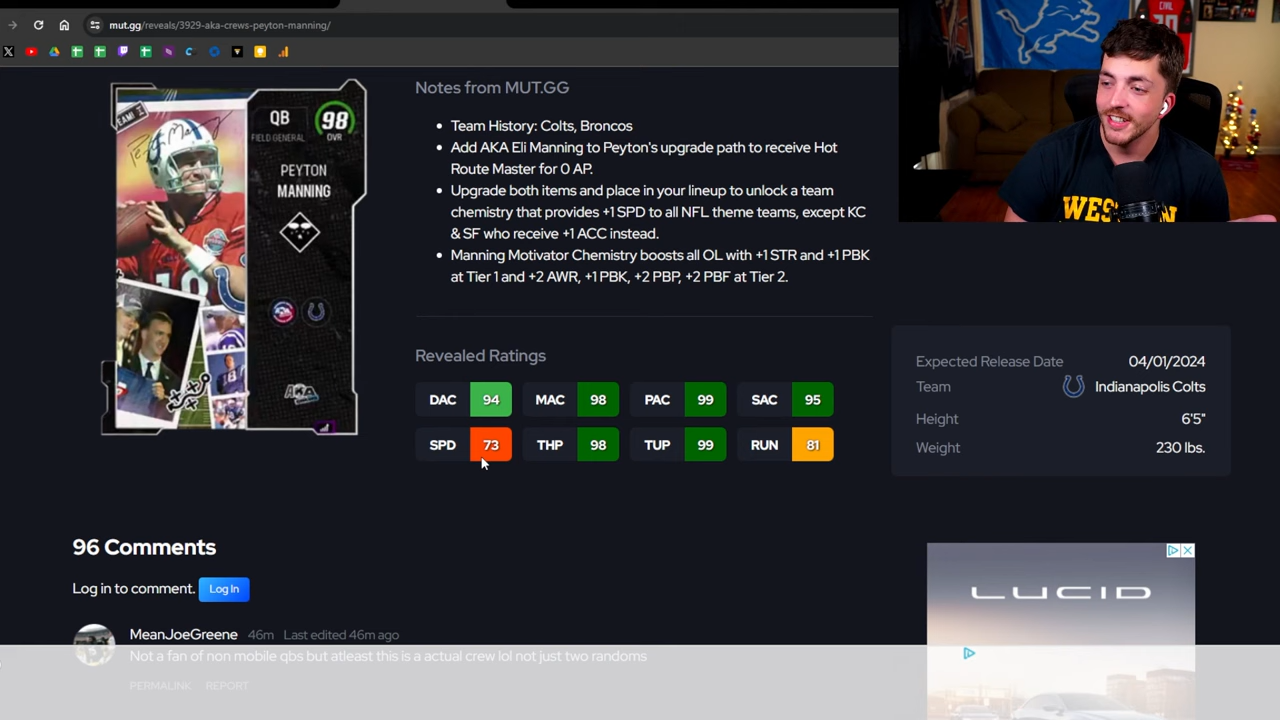 mut.gg/reveals/3929-aka-crews-peyton-manning/
TEAM!
QB
98
FIELD GENERAL
OVR
PEYTON
MANNING
AKA
Notes from MUT.GG
Team History: Colts, Broncos
Add AKA Eli Manning to Peyton's upgrade path to receive Hot
Route Master for 0 AP.
Upgrade both items and place in your lineup to unlock a team
chemistry that provides +1 SPD to all NFL theme teams, except KC
& SF who receive +1 ACC instead.
Manning Motivator Chemistry boosts all OL with +1 STR and +1 PBK
at Tier 1 and +2 AWR, +1 PBK, +2 PBP, +2 PBF at Tier 2.
Revealed Ratings
DAC 94 MAC 98 PAC 99 SAC 95
SPD 73 THP 98 TUP 99 RUN 81
Expected Release Date 04/01/2024
Team Indianapolis Colts
Height 6'5"
Weight 230 lbs.
96 Comments
Log in to comment. Log In
MeanJoeGreene 46m Last edited 46m ago
Not a fan of non mobile qbs but atleast this is a actual crew lol not just two randoms
PERMALINK REPORT
LUCID